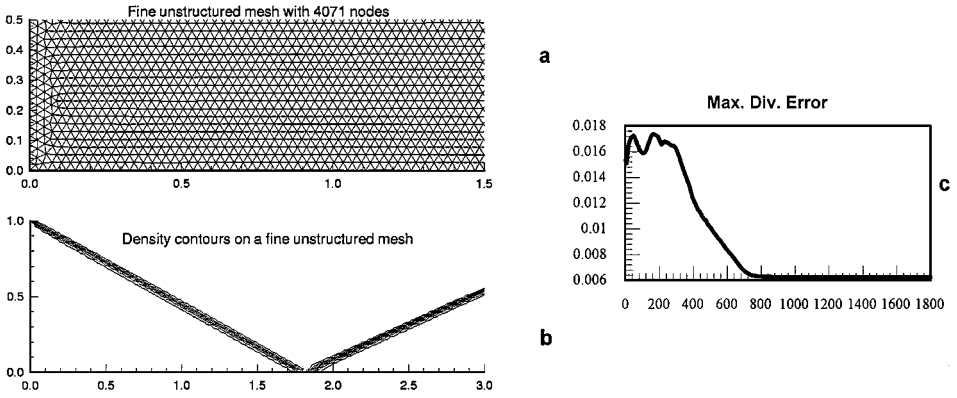 Fine unstructured mesh with 4071 nodes
0.5
0.4
0.3
0.2
0.1
0.0
0.0 0.5 1.0 1.5
a
Density contours on a fine unstructured mesh
1.0
0.5
0.0
0.0 0.5 1.0 1.5 2.0 2.5 3.0
b
Max. Div. Error
0.018
0.016
0.014
0.012
0.01
0.008
0.006
0 200 400 600 800 1000 1200 1400 1600 1800
c